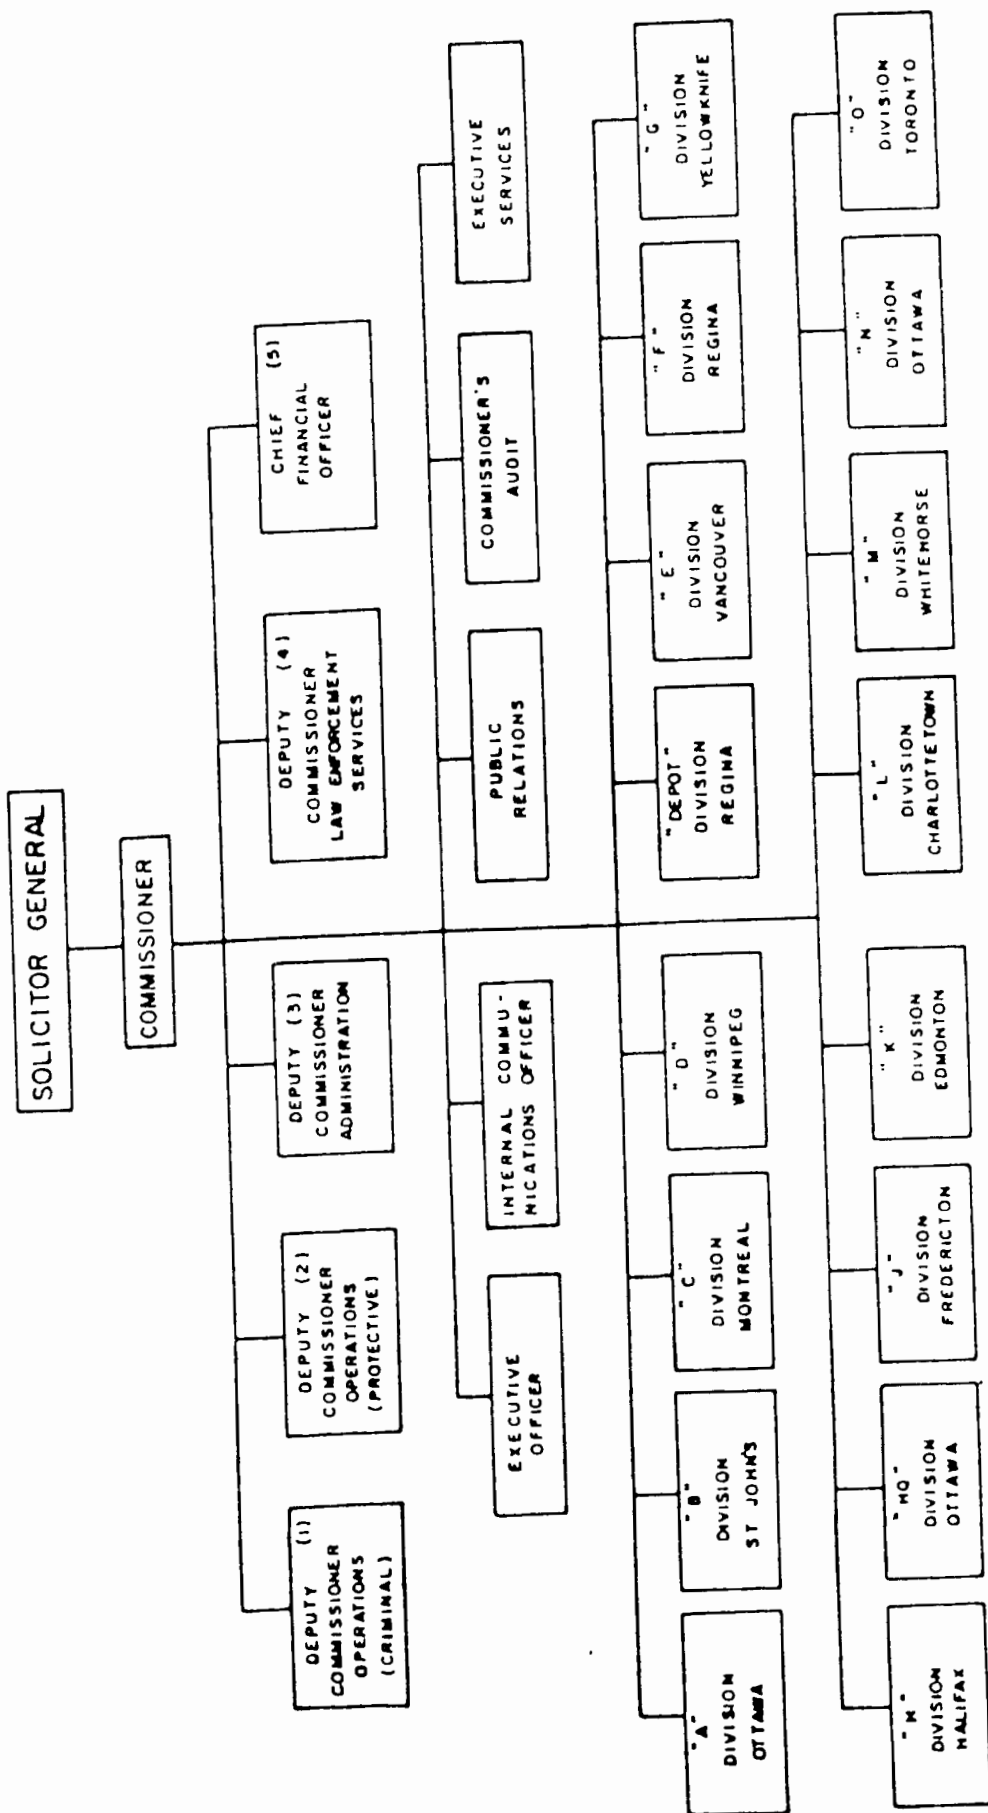 SOLICITOR GENERAL
COMMISSIONER
DEPUTY (1)
COMMISSIONER
OPERATIONS
(CRIMINAL)
DEPUTY (2)
COMMISSIONER
OPERATIONS
(PROTECTIVE)
DEPUTY (3)
COMMISSIONER
ADMINISTRATION
DEPUTY (4)
COMMISSIONER
LAW ENFORCEMENT
SERVICES
CHIEF (5)
FINANCIAL
OFFICER
EXECUTIVE
OFFICER
INTERNAL COMMU-
NICATIONS OFFICER
PUBLIC
RELATIONS
COMMISSIONER'S
AUDIT
EXECUTIVE
SERVICES
"A"
DIVISION
OTTAWA
"B"
DIVISION
ST JOHN'S
"C"
DIVISION
MONTREAL
"D"
DIVISION
WINNIPEG
"DEPOT"
DIVISION
REGINA
"E"
DIVISION
VANCOUVER
"F"
DIVISION
REGINA
"G"
DIVISION
YELLOWKNIFE
"H"
DIVISION
HALIFAX
"HQ"
DIVISION
OTTAWA
"J"
DIVISION
FREDERICTON
"K"
DIVISION
EDMONTON
"L"
DIVISION
CHARLOTTETOWN
"M"
DIVISION
WHITEHORSE
"N"
DIVISION
OTTAWA
"O"
DIVISION
TORONTO